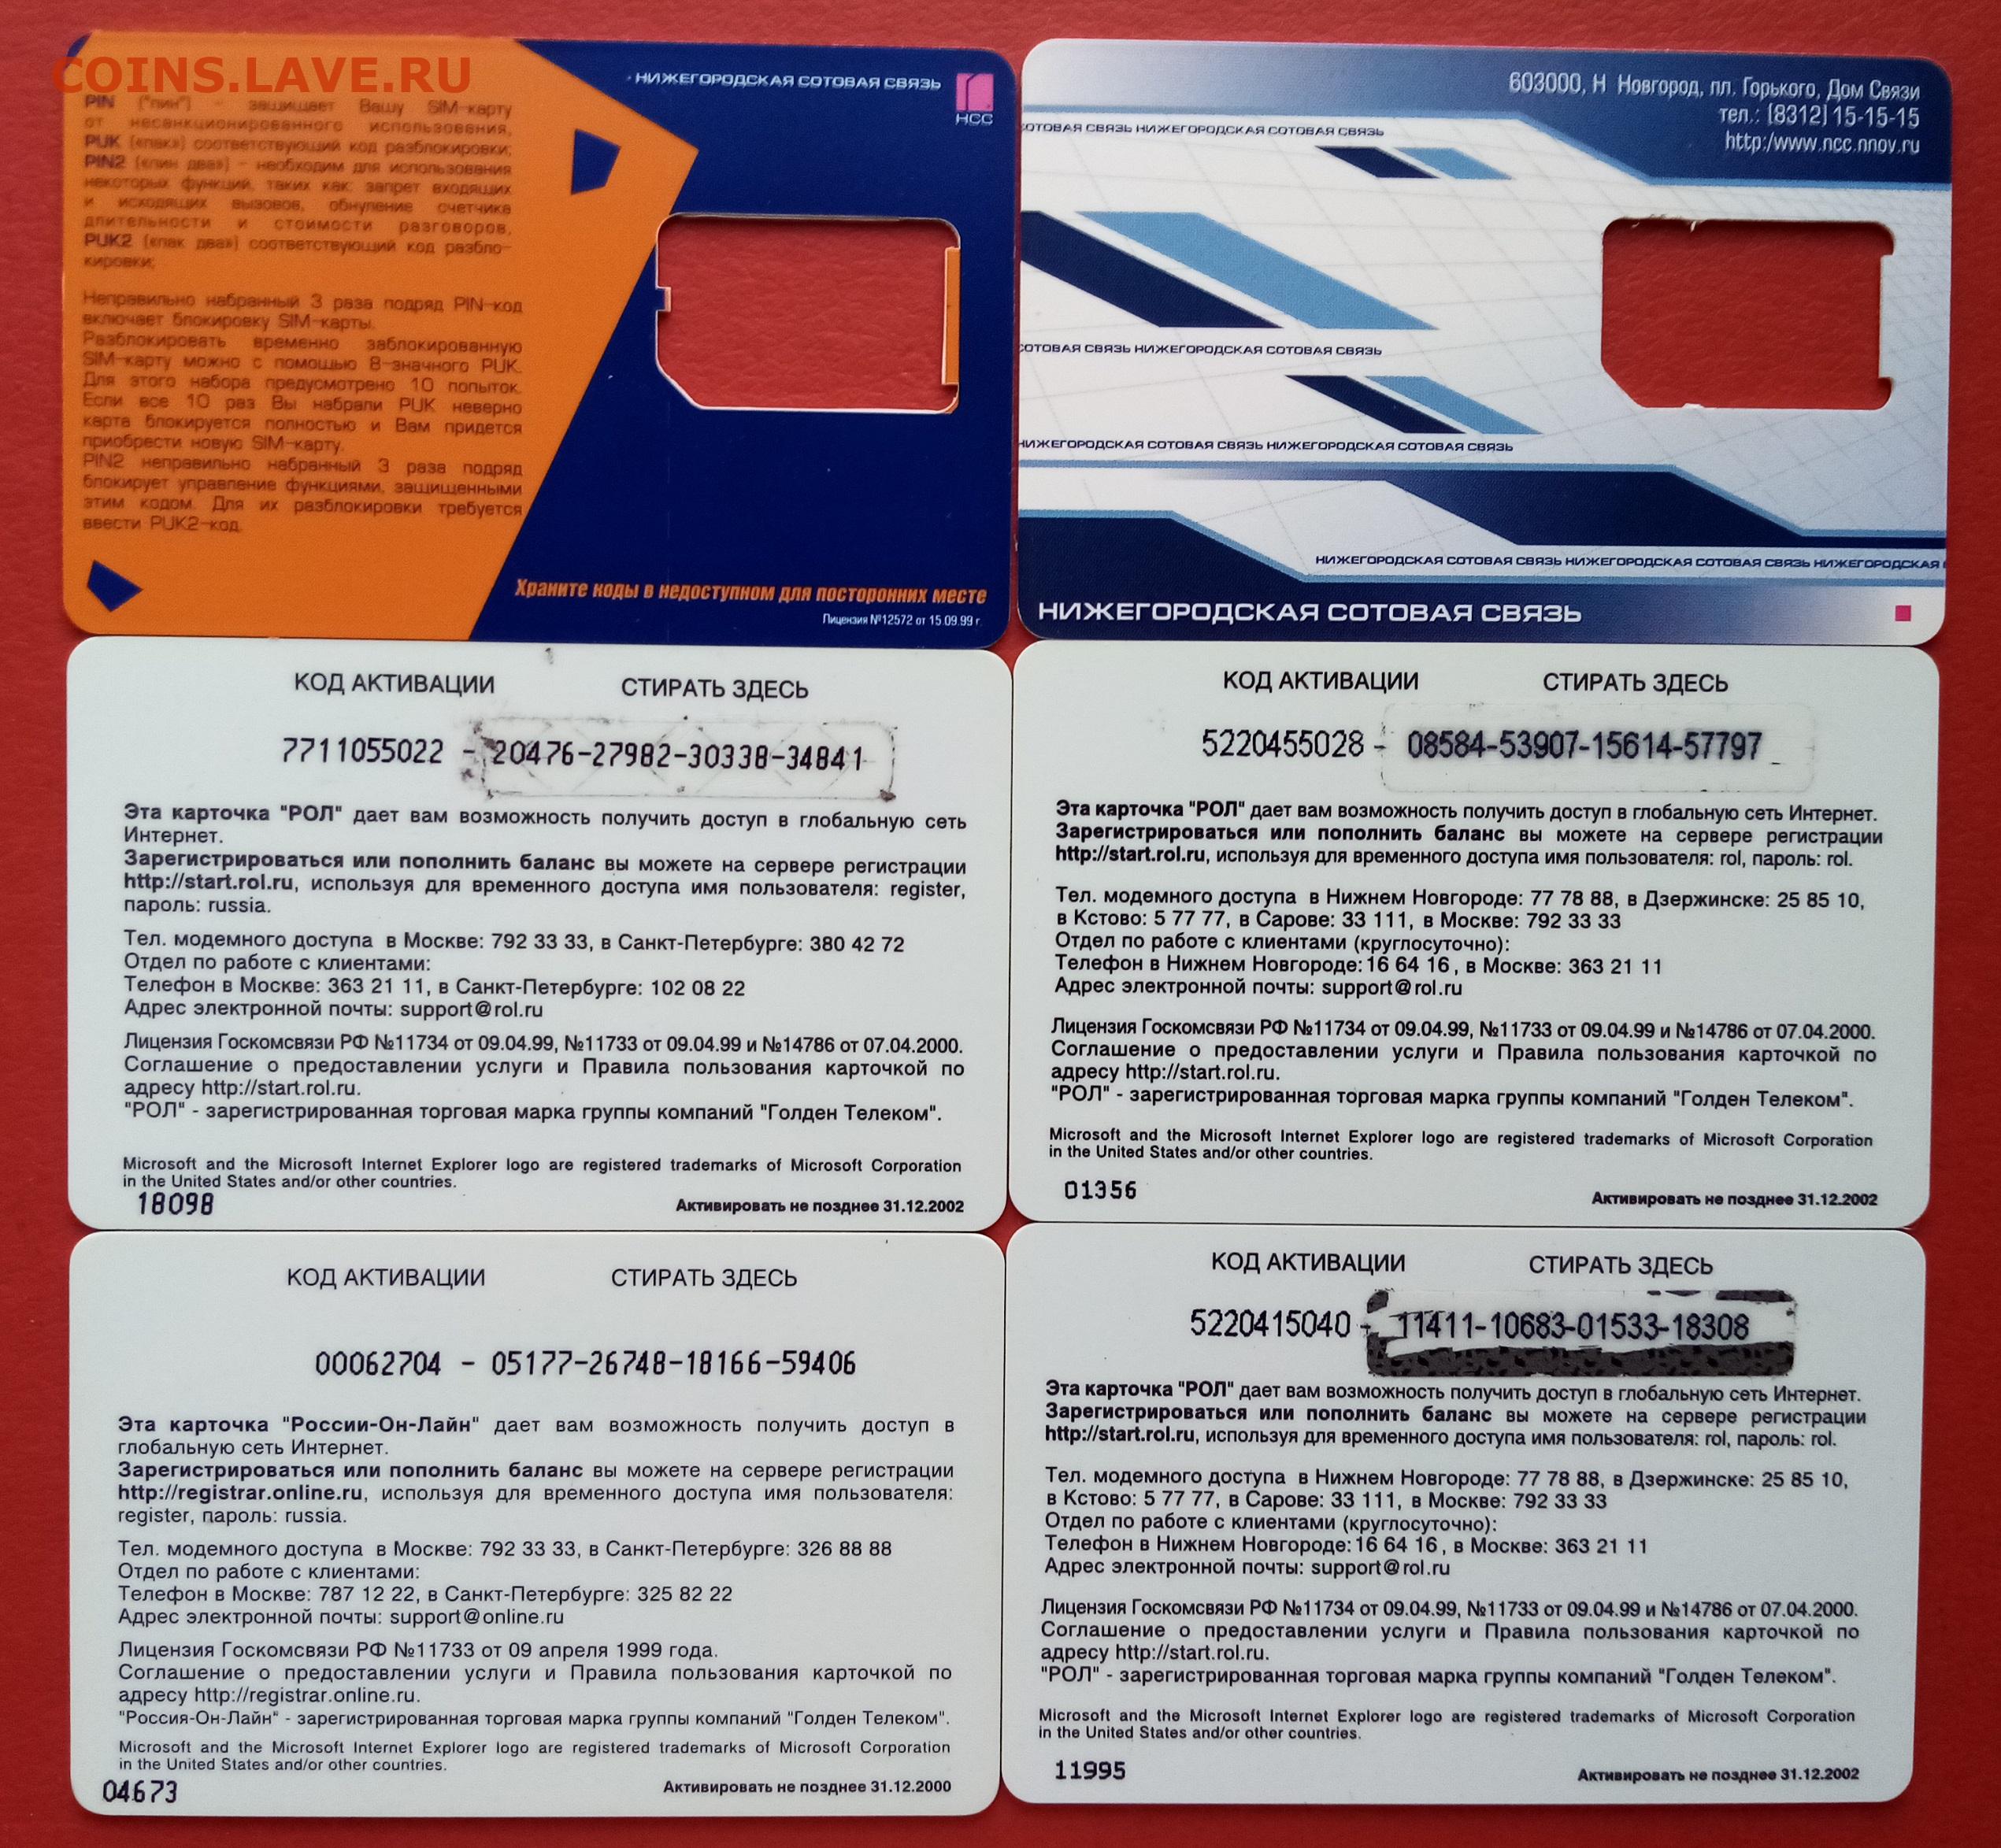 COINS.LAVE.RU
PIN ("пин") - защищает Вашу SIM-карту
от несанкционированного использования,
PUK («пак») соответствующий код разблокировки;
PIN2 («пин два») - необходим для использования
некоторых функций, таких как: запрет входящих
и исходящих вызовов, обнуление счетчика
длительности и стоимости разговоров,
PUK2 («пак два») соответствующий код разбло-
кировки;
Неправильно набранный 3 раза подряд PIN-код
включает блокировку SIM-карты.
Разблокировать временно заблокированную
SIM-карту можно с помощью 8-значного PUK.
Для этого набора предусмотрено 10 попыток.
Если все 10 раз Вы набрали PUK неверно
карта блокируется полностью и Вам придется
приобрести новую SIM-карту.
PIN2 неправильно набранный 3 раза подряд
блокирует управление функциями, защищенными
этим кодом. Для их разблокировки требуется
ввести PUK2-код.
НИЖЕГОРОДСКАЯ СОТОВАЯ СВЯЗЬ
НСС
Храните коды в недоступном для посторонних месте
Лицензия №12572 от 15.09.99 г.
603000, Н Новгород, пл. Горького, Дом Связи
тел.: (8312) 15-15-15
http:/www.ncc.nnov.ru
ОТОВАЯ СВЯЗЬ НИЖЕГОРОДСКАЯ СОТОВАЯ СВЯЗЬ
СОТОВАЯ СВЯЗЬ НИЖЕГОРОДСКАЯ СОТОВАЯ СВЯЗЬ
НИЖЕГОРОДСКАЯ СОТОВАЯ СВЯЗЬ НИЖЕГОРОДСКАЯ СОТОВАЯ СВЯЗЬ
НИЖЕГОРОДСКАЯ СОТОВАЯ СВЯЗЬ НИЖЕГОРОДСКАЯ СОТОВАЯ СВЯЗЬ НИЖЕГОРОДСКАЯ
НИЖЕГОРОДСКАЯ СОТОВАЯ СВЯЗЬ
КОД АКТИВАЦИИ СТИРАТЬ ЗДЕСЬ
7711055022 - 20476-27982-30338-34841
Эта карточка "РОЛ" дает вам возможность получить доступ в глобальную сеть
Интернет.
Зарегистрироваться или пополнить баланс вы можете на сервере регистрации
http://start.rol.ru, используя для временного доступа имя пользователя: register,
пароль: russia.
Тел. модемного доступа в Москве: 792 33 33, в Санкт-Петербурге: 380 42 72
Отдел по работе с клиентами:
Телефон в Москве: 363 21 11, в Санкт-Петербурге: 102 08 22
Адрес электронной почты: support@rol.ru
Лицензия Госкомсвязи РФ №11734 от 09.04.99, №11733 от 09.04.99 и №14786 от 07.04.2000.
Соглашение о предоставлении услуги и Правила пользования карточкой по
адресу http://start.rol.ru.
"РОЛ" - зарегистрированная торговая марка группы компаний "Голден Телеком".
Microsoft and the Microsoft Internet Explorer logo are registered trademarks of Microsoft Corporation
in the United States and/or other countries.
18098 Активировать не позднее 31.12.2002
КОД АКТИВАЦИИ СТИРАТЬ ЗДЕСЬ
5220455028 - 08584-53907-15614-57797
Эта карточка "РОЛ" дает вам возможность получить доступ в глобальную сеть Интернет.
Зарегистрироваться или пополнить баланс вы можете на сервере регистрации
http://start.rol.ru, используя для временного доступа имя пользователя: rol, пароль: rol.
Тел. модемного доступа в Нижнем Новгороде: 77 78 88, в Дзержинске: 25 85 10,
в Кстово: 5 77 77, в Сарове: 33 111, в Москве: 792 33 33
Отдел по работе с клиентами (круглосуточно):
Телефон в Нижнем Новгороде: 16 64 16, в Москве: 363 21 11
Адрес электронной почты: support@rol.ru
Лицензия Госкомсвязи РФ №11734 от 09.04.99, №11733 от 09.04.99 и №14786 от 07.04.2000.
Соглашение о предоставлении услуги и Правила пользования карточкой по
адресу http://start.rol.ru.
"РОЛ" - зарегистрированная торговая марка группы компаний "Голден Телеком".
Microsoft and the Microsoft Internet Explorer logo are registered trademarks of Microsoft Corporation
in the United States and/or other countries.
01356 Активировать не позднее 31.12.2002
КОД АКТИВАЦИИ СТИРАТЬ ЗДЕСЬ
00062704 - 05177-26748-18166-59406
Эта карточка "России-Он-Лайн" дает вам возможность получить доступ в
глобальную сеть Интернет.
Зарегистрироваться или пополнить баланс вы можете на сервере регистрации
http://registrar.online.ru, используя для временного доступа имя пользователя:
register, пароль: russia.
Тел. модемного доступа в Москве: 792 33 33, в Санкт-Петербурге: 326 88 88
Отдел по работе с клиентами:
Телефон в Москве: 787 12 22, в Санкт-Петербурге: 325 82 22
Адрес электронной почты: support@online.ru
Лицензия Госкомсвязи РФ №11733 от 09 апреля 1999 года.
Соглашение о предоставлении услуги и Правила пользования карточкой по
адресу http://registrar.online.ru.
"Россия-Он-Лайн" - зарегистрированная торговая марка группы компаний "Голден Телеком".
Microsoft and the Microsoft Internet Explorer logo are registered trademarks of Microsoft Corporation
in the United States and/or other countries.
04673 Активировать не позднее 31.12.2000
КОД АКТИВАЦИИ СТИРАТЬ ЗДЕСЬ
5220415040 - 11411-10683-01533-18308
Эта карточка "РОЛ" дает вам возможность получить доступ в глобальную сеть Интернет.
Зарегистрироваться или пополнить баланс вы можете на сервере регистрации
http://start.rol.ru, используя для временного доступа имя пользователя: rol, пароль: rol.
Тел. модемного доступа в Нижнем Новгороде: 77 78 88, в Дзержинске: 25 85 10,
в Кстово: 5 77 77, в Сарове: 33 111, в Москве: 792 33 33
Отдел по работе с клиентами (круглосуточно):
Телефон в Нижнем Новгороде: 16 64 16, в Москве: 363 21 11
Адрес электронной почты: support@rol.ru
Лицензия Госкомсвязи РФ №11734 от 09.04.99, №11733 от 09.04.99 и №14786 от 07.04.2000.
Соглашение о предоставлении услуги и Правила пользования карточкой по
адресу http://start.rol.ru.
"РОЛ" - зарегистрированная торговая марка группы компаний "Голден Телеком".
Microsoft and the Microsoft Internet Explorer logo are registered trademarks of Microsoft Corporation
in the United States and/or other countries.
11995 Активировать не позднее 31.12.2002